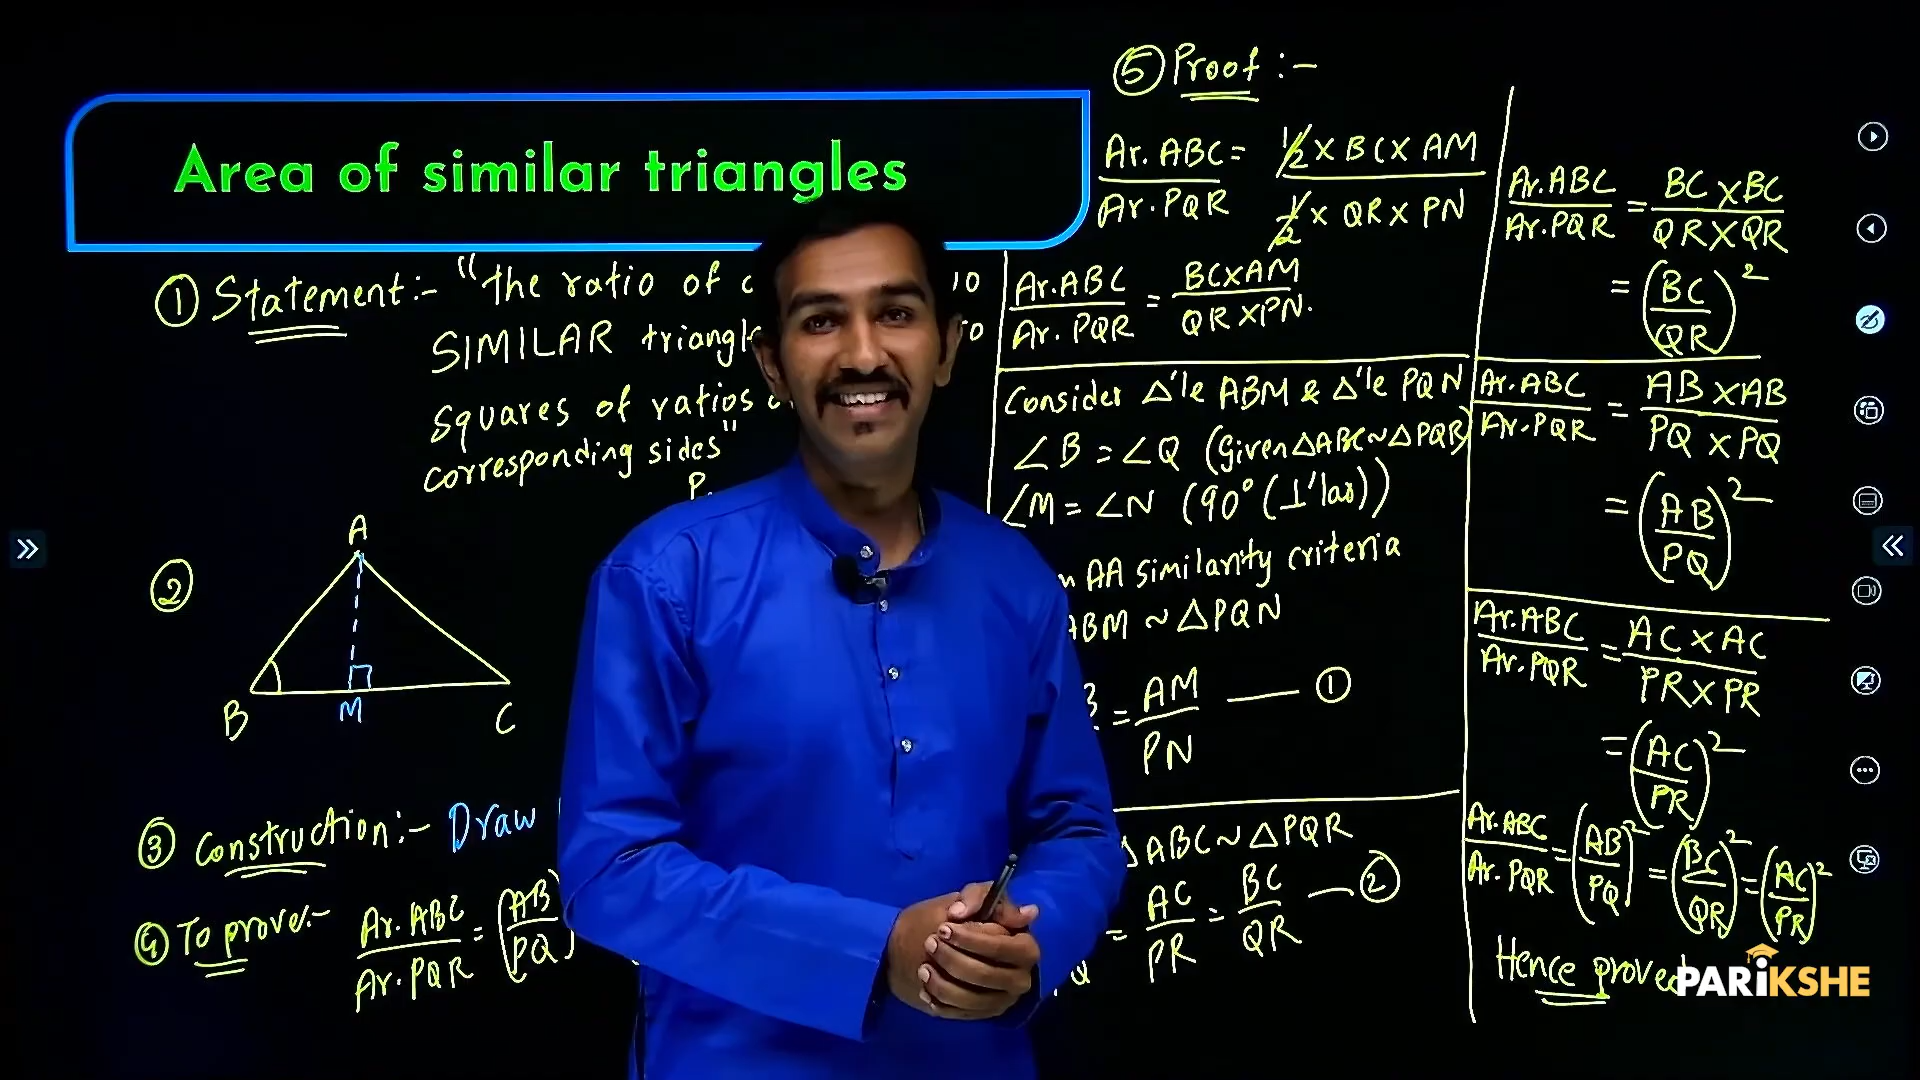 Area of similar triangles
① Statement:- "the ratio of
SIMILAR
squares of ratios
corresponding sides"
②
A
B
M
C
P
③ Construction:- Draw
④ To prove:- Ar.ABC/Ar.PQR = (AB/PQ)
⑤ Proof :-
Ar.ABC/Ar.PQR = 1/2 × BC × AM / 1/2 × QR × PN
Ar.ABC/Ar.PQR = BC×AM/QR×PN.
Consider Δ'le ABM & Δ'le PQN
∠B = ∠Q (Given ΔABC ~ ΔPQR)
∠M = ∠N (90° (⊥'lar))
AA similarity criteria
ABM ~ ΔPQN
= AM/PN — ①
ΔABC ~ ΔPQR
= AC/PR = BC/QR — ②
Ar.ABC/Ar.PQR = BC × BC/QR × QR
= (BC/QR)²
Ar.ABC/Ar.PQR = AB × AB/PQ × PQ
= (AB/PQ)²
Ar.ABC/Ar.PQR = AC × AC/PR × PR
= (AC/PR)²
Ar.ABC/Ar.PQR = (AB/PQ)² = (BC/QR)² = (AC/PR)²
Hence proved
PARIKSHE